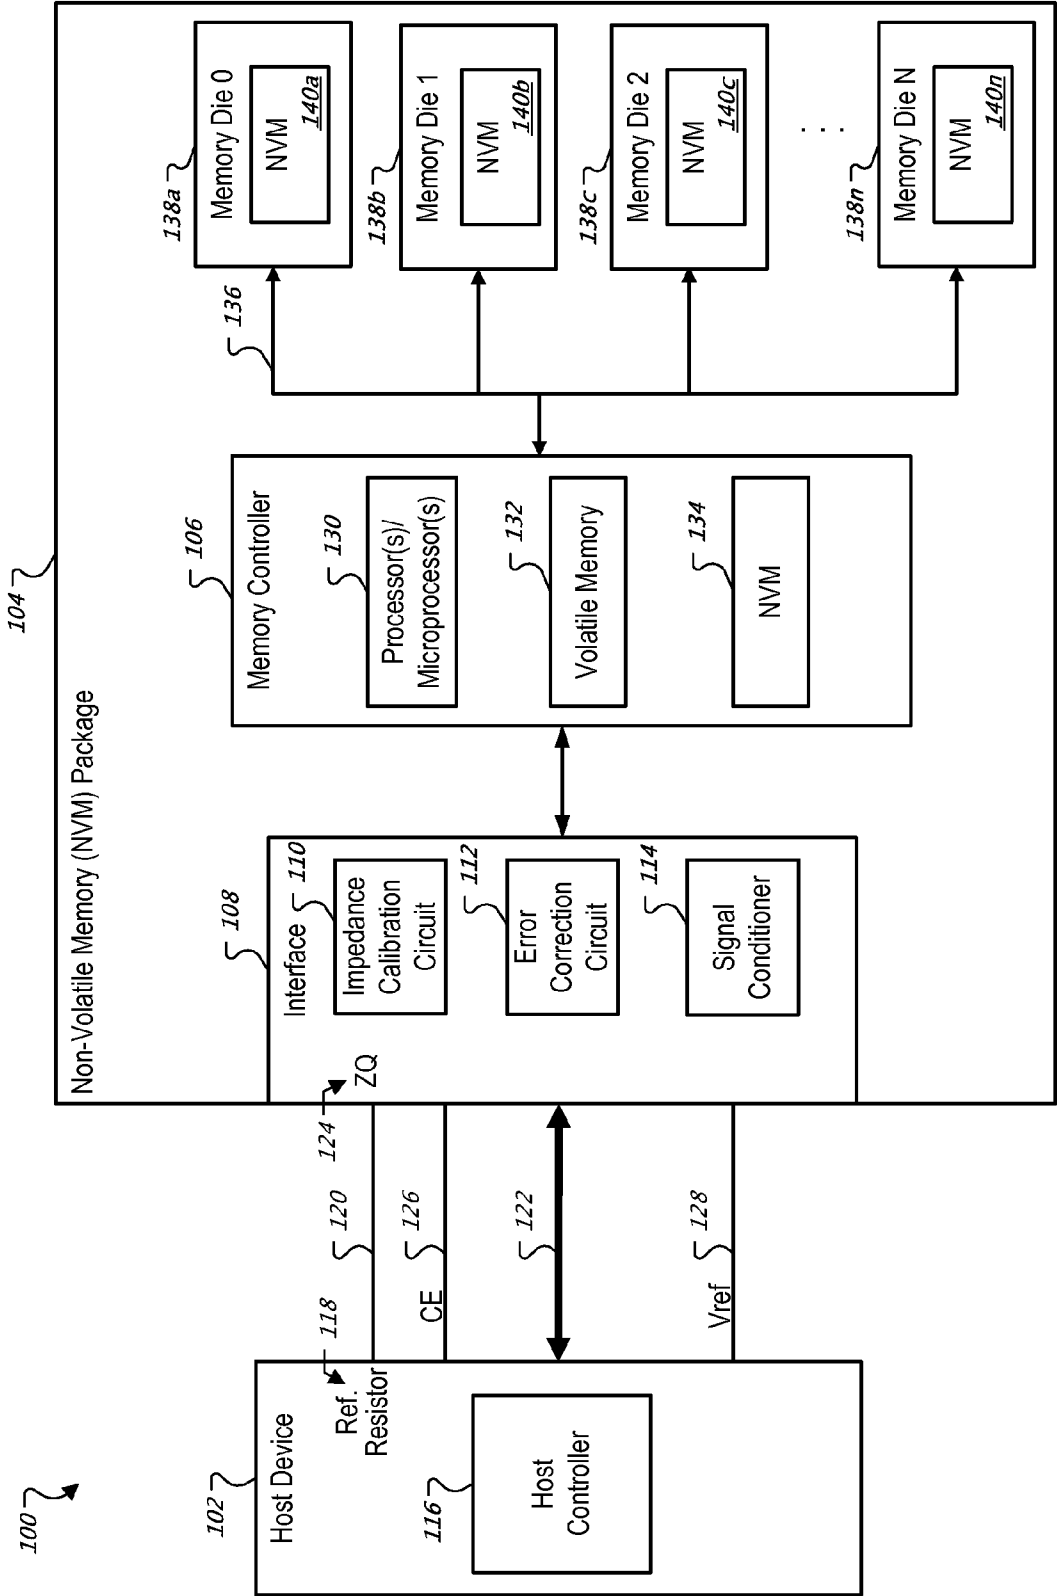 100
102
Host Device
Ref.
Resistor
118
116
Host
Controller
120
CE
126
122
Vref
128
104
Non-Volatile Memory (NVM) Package
124
ZQ
108
Interface
110
Impedance
Calibration
Circuit
112
Error
Correction
Circuit
114
Signal
Conditioner
106
Memory Controller
130
Processor(s)/
Microprocessor(s)
132
Volatile Memory
134
NVM
136
138a
Memory Die 0
NVM
140a
138b
Memory Die 1
NVM
140b
138c
Memory Die 2
NVM
140c
. . .
138n
Memory Die N
NVM
140n